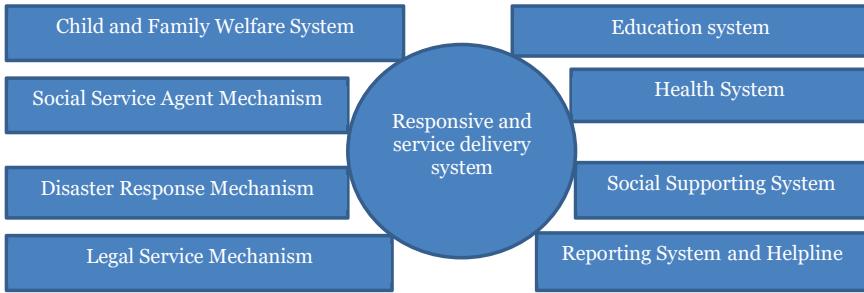 Child and Family Welfare System
Education system
Social Service Agent Mechanism
Health System
Responsive and
service delivery
system
Disaster Response Mechanism
Social Supporting System
Legal Service Mechanism
Reporting System and Helpline